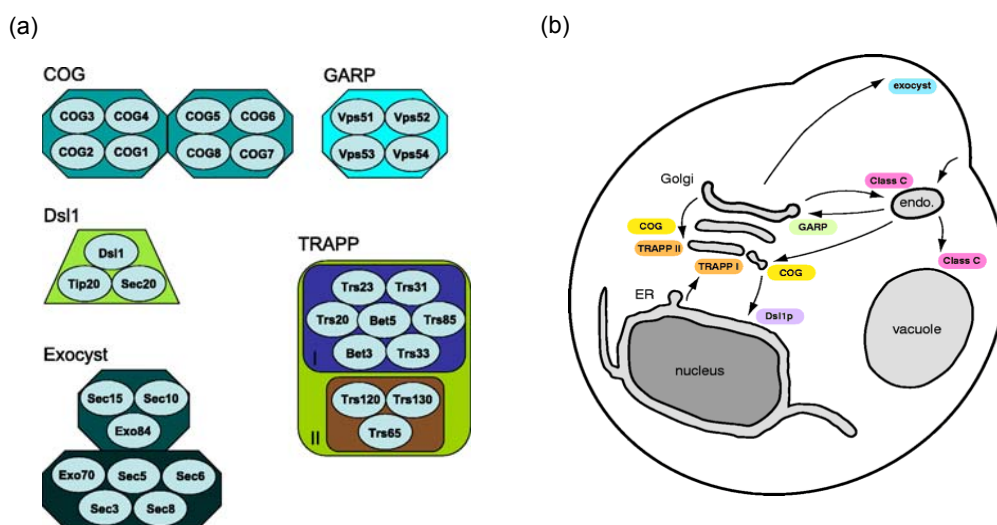 (a)
COG
COG3 COG4 COG5 COG6
COG2 COG1 COG8 COG7
GARP
Vps51 Vps52
Vps53 Vps54
Dsl1
Dsl1
Tip20 Sec20
TRAPP
Trs23 Trs31
Trs20 Bet5 Trs85
Bet3 Trs33
I
Trs120 Trs130
Trs65
II
Exocyst
Sec15 Sec10
Exo84
Exo70 Sec5 Sec6
Sec3 Sec8
(b)
exocyst
Class C
Golgi
endo.
COG
GARP
TRAPP II
TRAPP I
COG
Class C
ER
Dsl1p
vacuole
nucleus